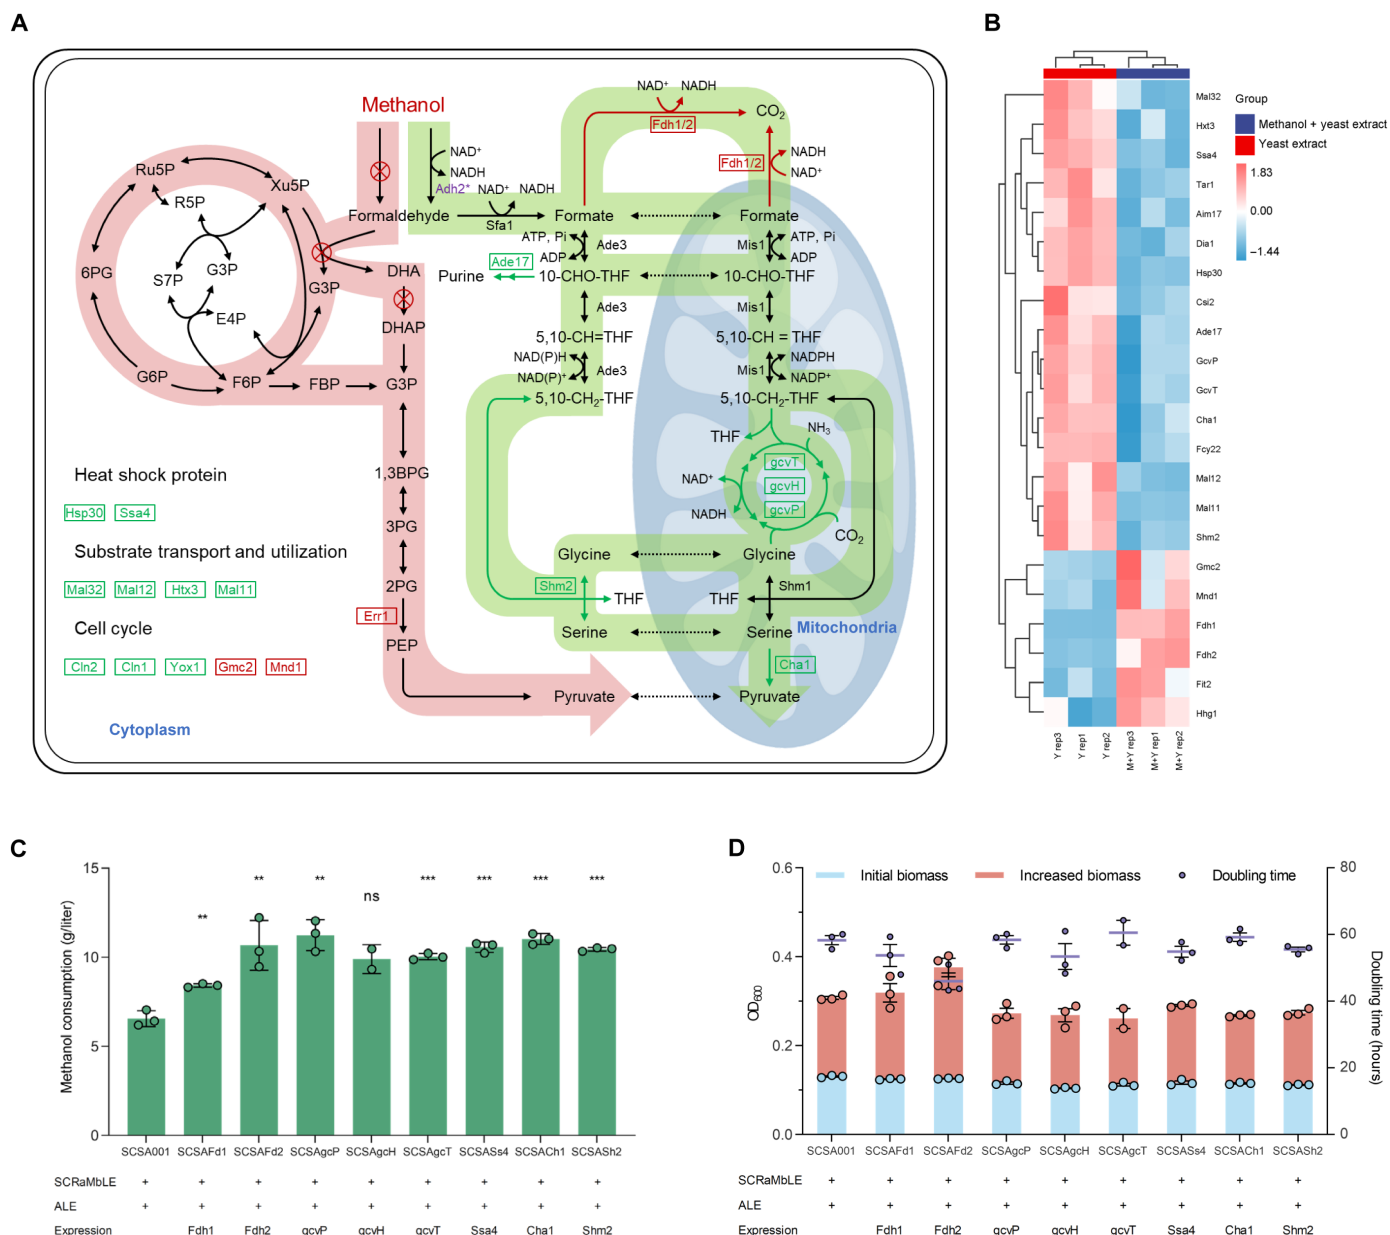 A
Methanol
NAD⁺
NADH
Adh2*
NAD⁺
NADH
Sfa1
Formaldehyde
Formate
Formate
NAD⁺ NADH
Fdh1/2
CO₂
Fdh1/2
NADH
NAD⁺
Ru5P
Xu5P
R5P
6PG
S7P
G3P
G3P
E4P
G6P
F6P
FBP
G3P
DHA
DHAP
1,3BPG
3PG
2PG
Err1
PEP
Pyruvate
Pyruvate
ATP, Pi
ADP
Ade3
Ade17
Purine
10-CHO-THF
10-CHO-THF
Mis1
ATP, Pi
ADP
Ade3
Mis1
5,10-CH=THF
5,10-CH = THF
NAD(P)H
NAD(P)⁺
Ade3
Mis1
NADPH
NADP⁺
5,10-CH₂-THF
5,10-CH₂-THF
THF
NH₃
gcvT
gcvH
gcvP
NAD⁺
NADH
CO₂
Glycine
Glycine
Shm2
THF
THF
Shm1
Serine
Serine
Mitochondria
Cha1
Heat shock protein
Hsp30 Ssa4
Substrate transport and utilization
Mal32 Mal12 Htx3 Mal11
Cell cycle
Cln2 Cln1 Yox1 Gmc2 Mnd1
Cytoplasm
B
Mal32
Hxt3
Ssa4
Tar1
Aim17
Dia1
Hsp30
Csi2
Ade17
GcvP
GcvT
Cha1
Fcy22
Mal12
Mal11
Shm2
Gmc2
Mnd1
Fdh1
Fdh2
Fit2
Hhg1
Y rep3
Y rep1
Y rep2
M+Y rep3
M+Y rep1
M+Y rep2
Group
Methanol + yeast extract
Yeast extract
1.83
0.00
−1.44
C
Methanol consumption (g/liter)
15
10
5
0
** ** ** ns *** *** *** ***
SCSA001 SCSAFd1 SCSAFd2 SCSAgcP SCSAgcH SCSAgcT SCSASs4 SCSACh1 SCSASh2
SCRaMbLE + + + + + + + + +
ALE + + + + + + + + +
Expression Fdh1 Fdh2 gcvP gcvH gcvT Ssa4 Cha1 Shm2
D
Initial biomass Increased biomass Doubling time
OD₆₀₀
0.6
0.4
0.2
0.0
80
60
40
20
0
Doubling time (hours)
SCSA001 SCSAFd1 SCSAFd2 SCSAgcP SCSAgcH SCSAgcT SCSASs4 SCSACh1 SCSASh2
SCRaMbLE + + + + + + + + +
ALE + + + + + + + + +
Expression Fdh1 Fdh2 gcvP gcvH gcvT Ssa4 Cha1 Shm2